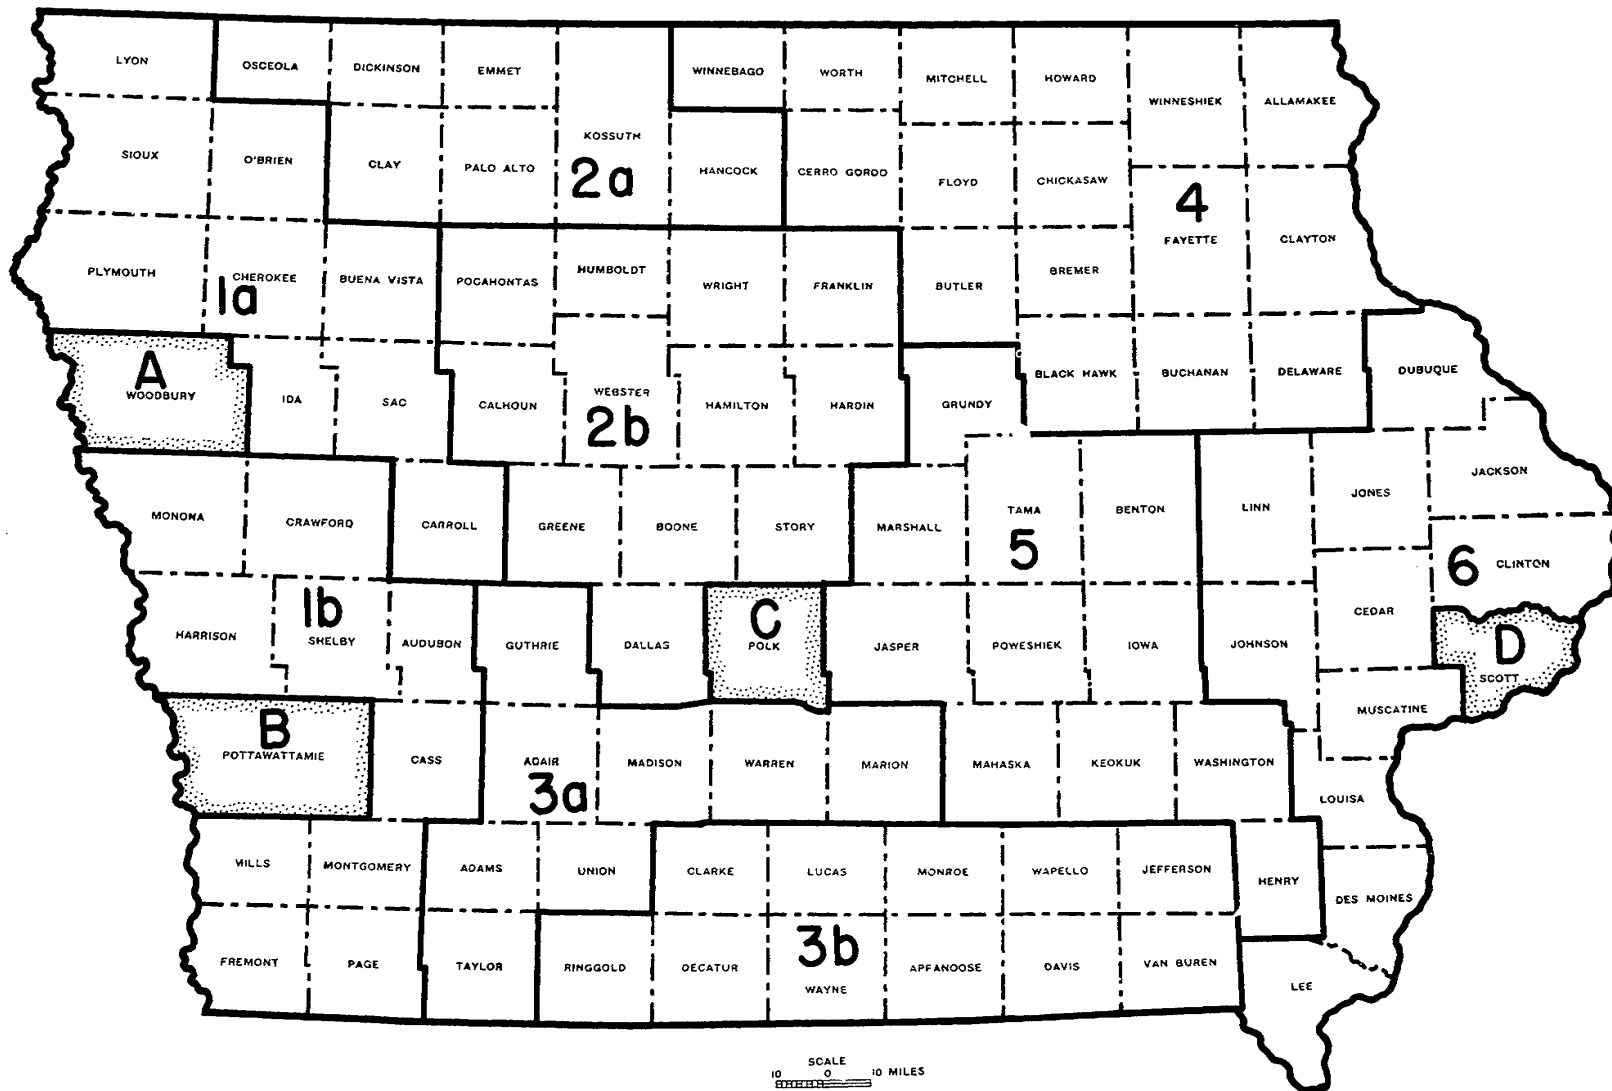 LYON
OSCEOLA
DICKINSON
EMMET
WINNEBAGO
WORTH
MITCHELL
HOWARD
WINNESHIEK
ALLAMAKEE
SIOUX
O'BRIEN
CLAY
PALO ALTO
KOSSUTH
2a
HANCOCK
CERRO GORDO
FLOYD
CHICKASAW
4
FAYETTE
CLAYTON
PLYMOUTH
CHEROKEE
1a
BUENA VISTA
POCAHONTAS
HUMBOLDT
WRIGHT
FRANKLIN
BUTLER
BREMER
A
WOODBURY
IDA
SAC
CALHOUN
WEBSTER
2b
HAMILTON
HARDIN
GRUNDY
BLACK HAWK
BUCHANAN
DELAWARE
DUBUQUE
MONONA
CRAWFORD
CARROLL
GREENE
BOONE
STORY
MARSHALL
TAMA
5
BENTON
LINN
JONES
JACKSON
6
CLINTON
HARRISON
1b
SHELBY
AUDUBON
GUTHRIE
DALLAS
C
POLK
JASPER
POWESHIEK
IOWA
JOHNSON
CEDAR
D
SCOTT
MUSCATINE
B
POTTAWATTAMIE
CASS
ADAIR
3a
MADISON
WARREN
MARION
MAHASKA
KEOKUK
WASHINGTON
LOUISA
MILLS
MONTGOMERY
ADAMS
UNION
CLARKE
LUCAS
MONROE
WAPELLO
JEFFERSON
HENRY
DES MOINES
FREMONT
PAGE
TAYLOR
RINGGOLD
DECATUR
3b
WAYNE
APPANOOSE
DAVIS
VAN BUREN
LEE
SCALE
10 0 10 MILES